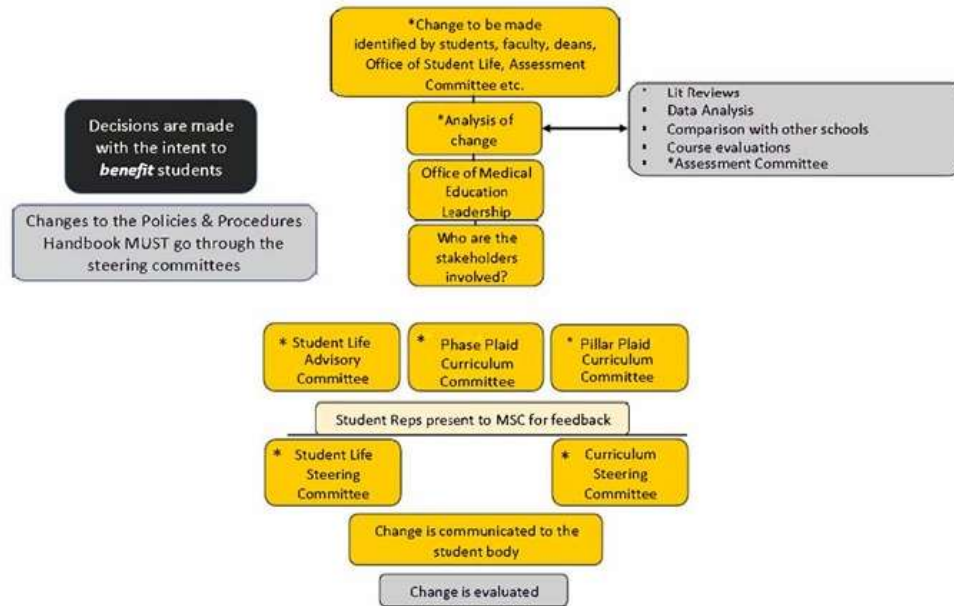 *Change to be made
identified by students, faculty, deans,
Office of Student Life, Assessment
Committee etc.
Decisions are made
with the intent to
benefit students
Changes to the Policies & Procedures
Handbook MUST go through the
steering committees
*Analysis of
change
• Lit Reviews
• Data Analysis
• Comparison with other schools
• Course evaluations
• *Assessment Committee
Office of Medical
Education
Leadership
Who are the
stakeholders
involved?
* Student Life
Advisory
Committee
* Phase Plaid
Curriculum
Committee
* Pillar Plaid
Curriculum
Committee
Student Reps present to MSC for feedback
* Student Life
Steering
Committee
* Curriculum
Steering
Committee
Change is communicated to the
student body
Change is evaluated